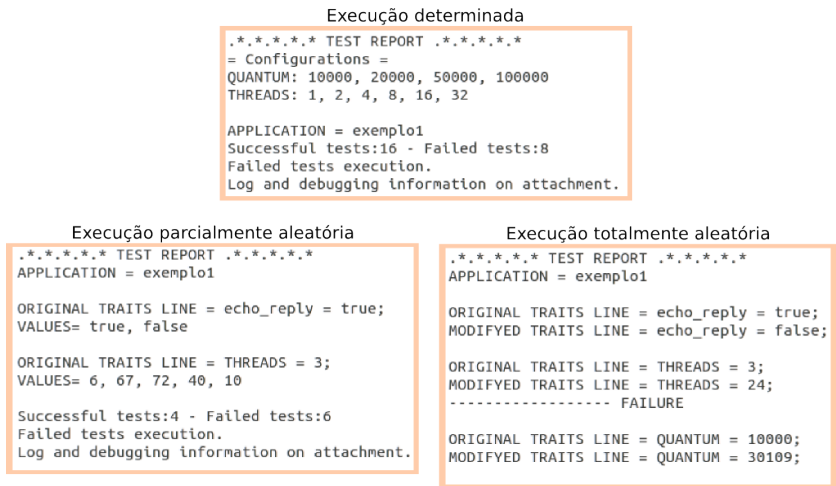 Execução determinada
.*.*.*.*.* TEST REPORT .*.*.*.*.*
= Configurations =
QUANTUM: 10000, 20000, 50000, 100000
THREADS: 1, 2, 4, 8, 16, 32
APPLICATION = exemplo1
Successful tests:16 - Failed tests:8
Failed tests execution.
Log and debugging information on attachment.
Execução parcialmente aleatória
.*.*.*.*.* TEST REPORT .*.*.*.*.*
APPLICATION = exemplo1
ORIGINAL TRAITS LINE = echo_reply = true;
VALUES= true, false
ORIGINAL TRAITS LINE = THREADS = 3;
VALUES= 6, 67, 72, 40, 10
Successful tests:4 - Failed tests:6
Failed tests execution.
Log and debugging information on attachment.
Execução totalmente aleatória
.*.*.*.*.* TEST REPORT .*.*.*.*.*
APPLICATION = exemplo1
ORIGINAL TRAITS LINE = echo_reply = true;
MODIFYED TRAITS LINE = echo_reply = false;
ORIGINAL TRAITS LINE = THREADS = 3;
MODIFYED TRAITS LINE = THREADS = 24;
------------------ FAILURE
ORIGINAL TRAITS LINE = QUANTUM = 10000;
MODIFYED TRAITS LINE = QUANTUM = 30109;